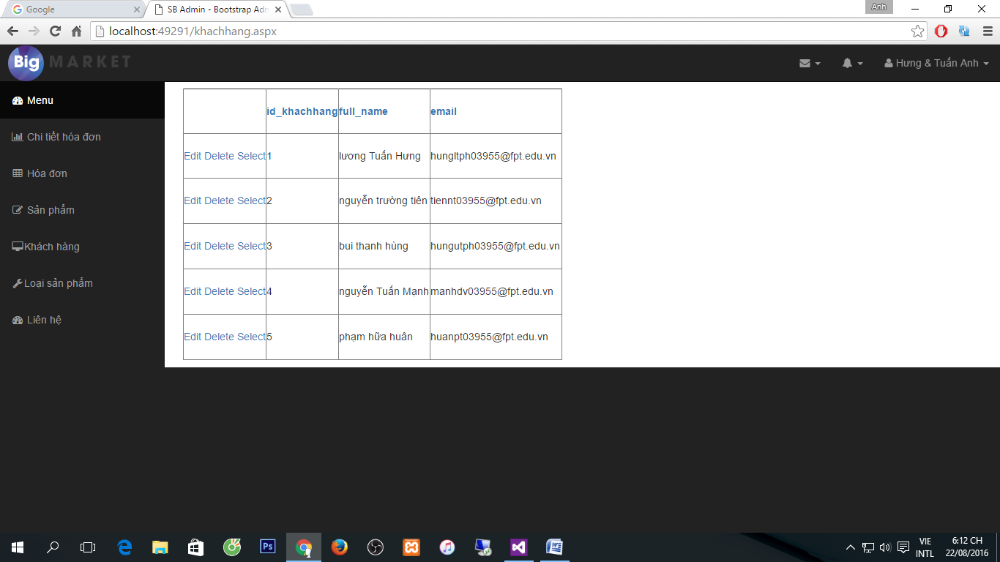 Google
SB Admin - Bootstrap Adn
Anh
localhost:49291/khachhang.aspx
Big MARKET
Hưng & Tuấn Anh
Menu
Chi tiết hóa đơn
Hóa đơn
Sản phẩm
Khách hàng
Loại sản phẩm
Liên hệ
id_khachhang full_name email
Edit Delete Select 1 lương Tuấn Hưng hungltph03955@fpt.edu.vn
Edit Delete Select 2 nguyễn trường tiên tiennt03955@fpt.edu.vn
Edit Delete Select 3 bui thanh hùng hungutph03955@fpt.edu.vn
Edit Delete Select 4 nguyễn Tuấn Mạnh manhdv03955@fpt.edu.vn
Edit Delete Select 5 phạm hữa huân huanpt03955@fpt.edu.vn
Ps
VIE
INTL
6:12 CH
22/08/2016